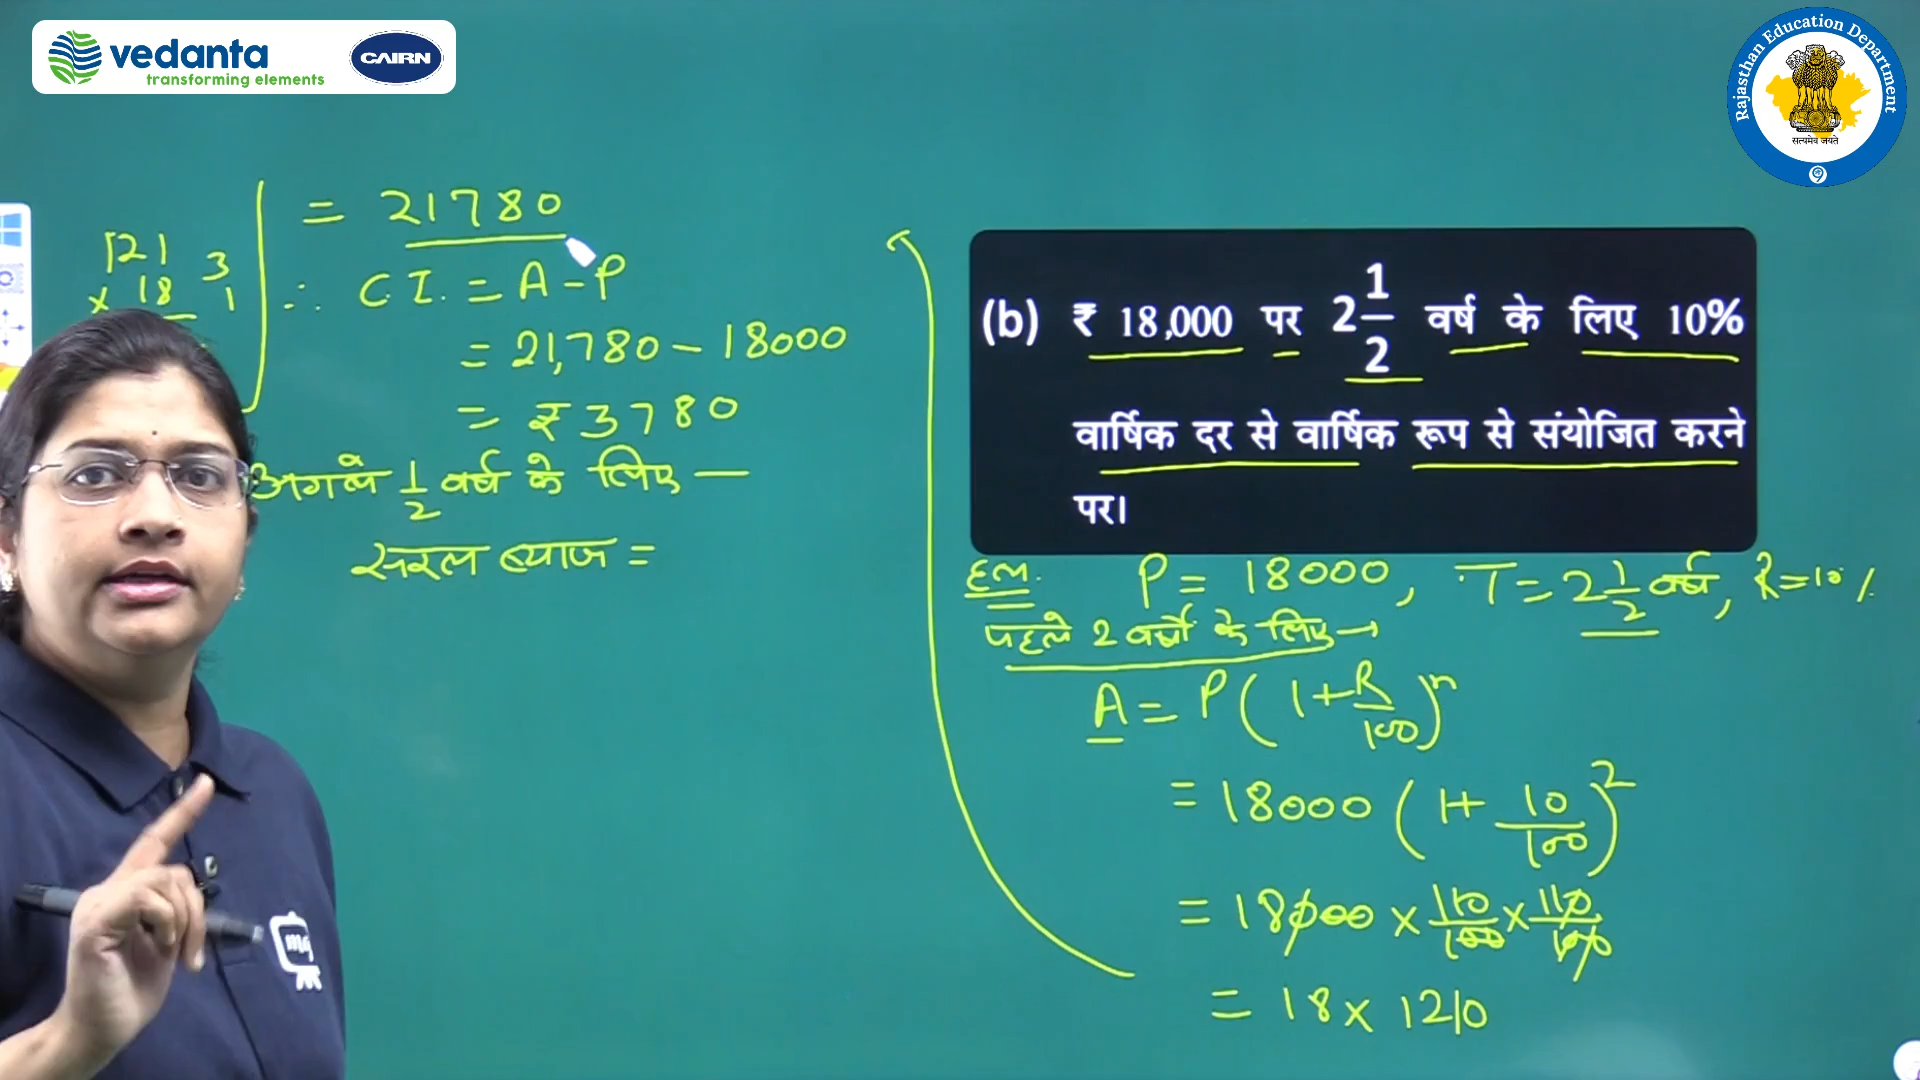 vedanta
transforming elements
CAIRN
Rajasthan Education Department
सत्यमेव जयते
(b) ₹ 18,000 पर 2 1/2 वर्ष के लिए 10%
वार्षिक दर से वार्षिक रूप से संयोजित करने
पर।
हल. P = 18000, T = 2 1/2 वर्ष, R = 10%
पहले 2 वर्षों के लिए →
A = P(1 + R/100)^n
= 18000 (1 + 10/100)^2
= 18000 × 110/100 × 110/100
= 18 × 1210
121 3
× 18 1
= 21780
∴ C.I. = A - P
= 21,780 - 18000
= ₹ 3780
अगले 1/2 वर्ष के लिए —
सरल ब्याज =